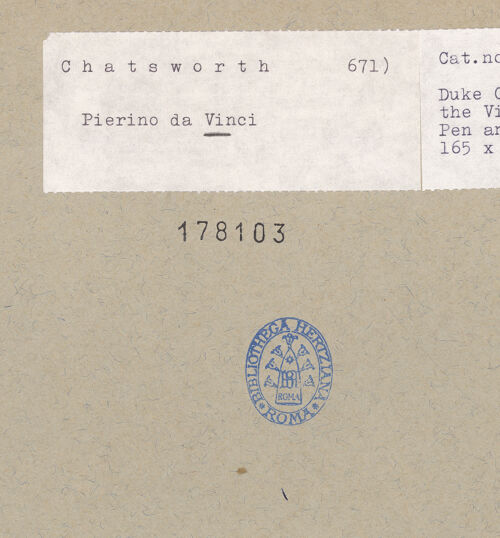 Chatsworth 671)
Pierino da Vinci
Cat.no
Duke
the Vi
Pen an
165 x
178103
BIBLIOTHECA HERTZIANA
ROMA
ROMA